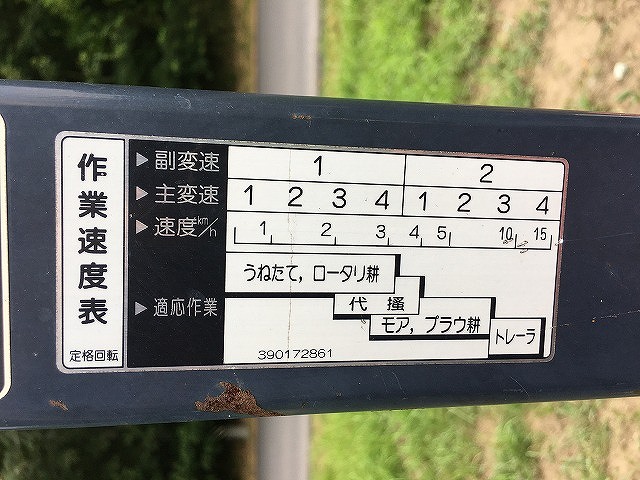 作業速度表
定格回転
▶副変速 1 2
▶主変速 1 2 3 4 1 2 3 4
▶速度km/h 1 2 3 4 5 10 15
▶適応作業
うねたて，ロータリ耕
代掻
モア，プラウ耕
トレーラ
390172861